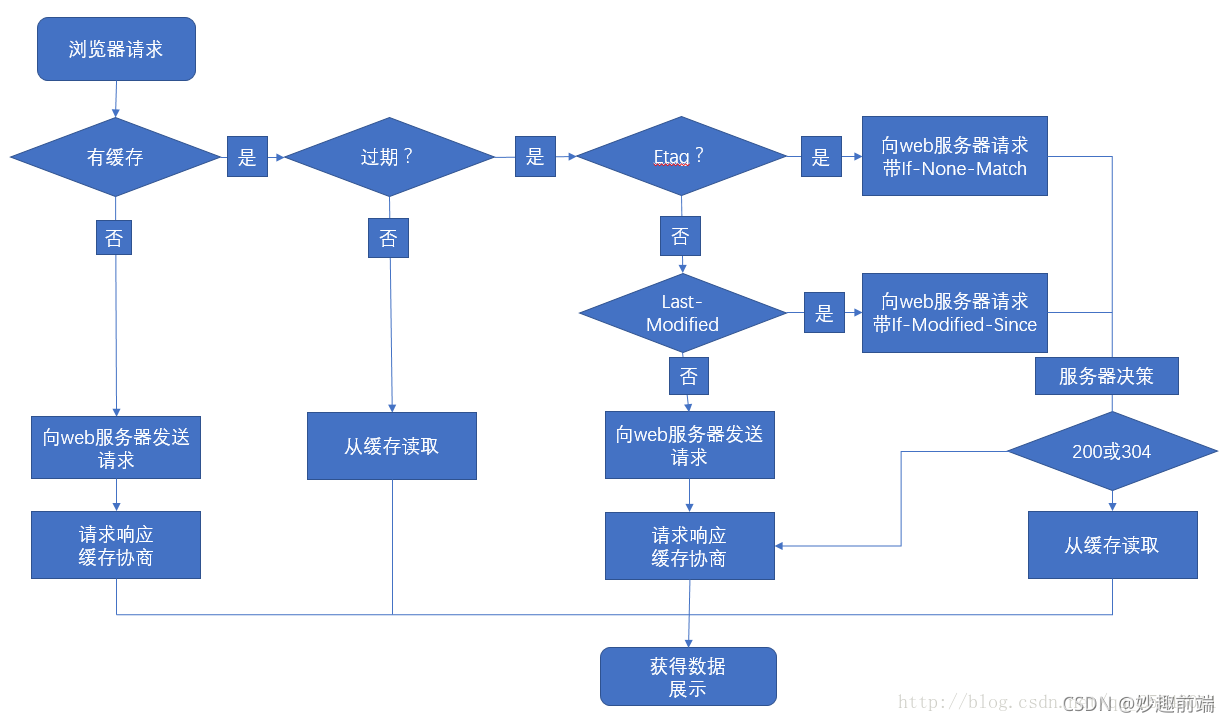 浏览器请求
有缓存
是
过期？
是
Etag？
是
向web服务器请求
带If-None-Match
否
否
否
Last-
Modified
是
向web服务器请求
带If-Modified-Since
否
服务器决策
向web服务器发送
请求
从缓存读取
向web服务器发送
请求
200或304
请求响应
缓存协商
请求响应
缓存协商
从缓存读取
获得数据
展示
http://blog.csdn.
CSDN @妙趣前端